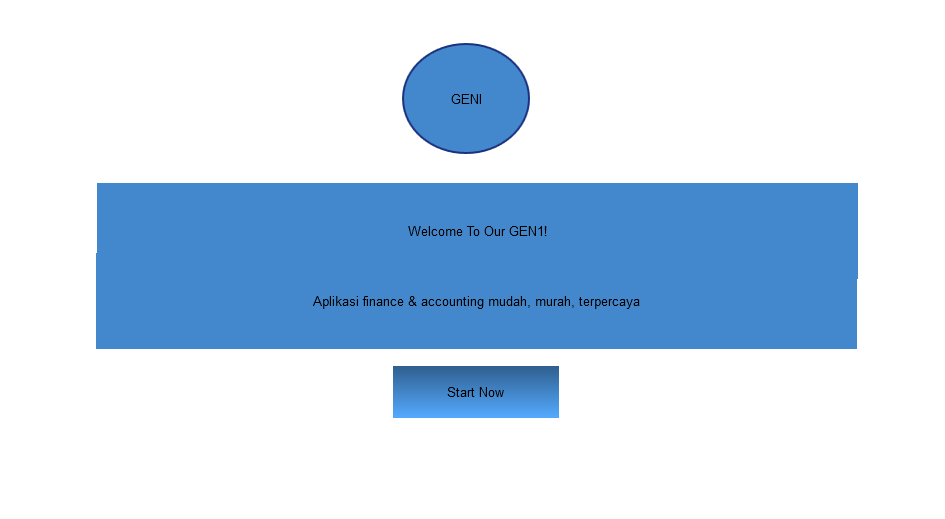 GENI
Welcome To Our GEN1!
Aplikasi finance & accounting mudah, murah, terpercaya
Start Now